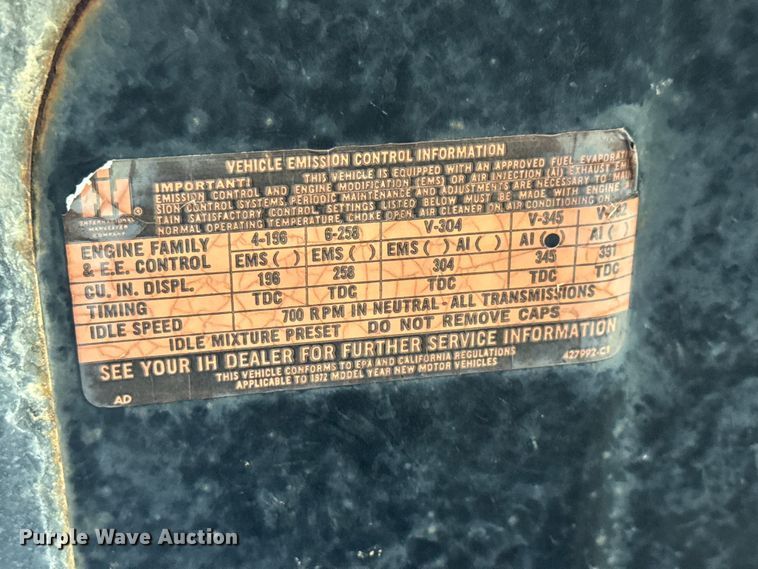 VEHICLE EMISSION CONTROL INFORMATION
IMPORTANT! THIS VEHICLE IS EQUIPPED WITH AN APPROVED FUEL EVAPORATI
EMISSION CONTROL AND ENGINE MODIFICATION (EMS) OR AIR INJECTION (AI) EXHAUST EM
SION CONTROL SYSTEMS. PERIODIC MAINTENANCE AND ADJUSTMENTS ARE NECESSARY TO MAIN
TAIN SATISFACTORY CONTROL. SETTINGS LISTED BELOW MUST BE MADE WITH ENGINE
NORMAL OPERATING TEMPERATURE, CHOKE OPEN, AIR CLEANER ON AIR CONDITIONING ON
INTERNATIONAL
HARVESTER
COMPANY
®
ENGINE FAMILY 4-196 6-258 V-304 V-345
& E.E. CONTROL EMS ( ) EMS ( ) EMS ( ) AI ( ) AI ( ) AI ( )
CU. IN. DISPL. 196 258 304 345 391
TIMING TDC TDC TDC TDC TDC
IDLE SPEED 700 RPM IN NEUTRAL - ALL TRANSMISSIONS
IDLE MIXTURE PRESET DO NOT REMOVE CAPS
SEE YOUR IH DEALER FOR FURTHER SERVICE INFORMATION
THIS VEHICLE CONFORMS TO EPA AND CALIFORNIA REGULATIONS 427992-C1
APPLICABLE TO 1972 MODEL YEAR NEW MOTOR VEHICLES
AD
Purple Wave Auction